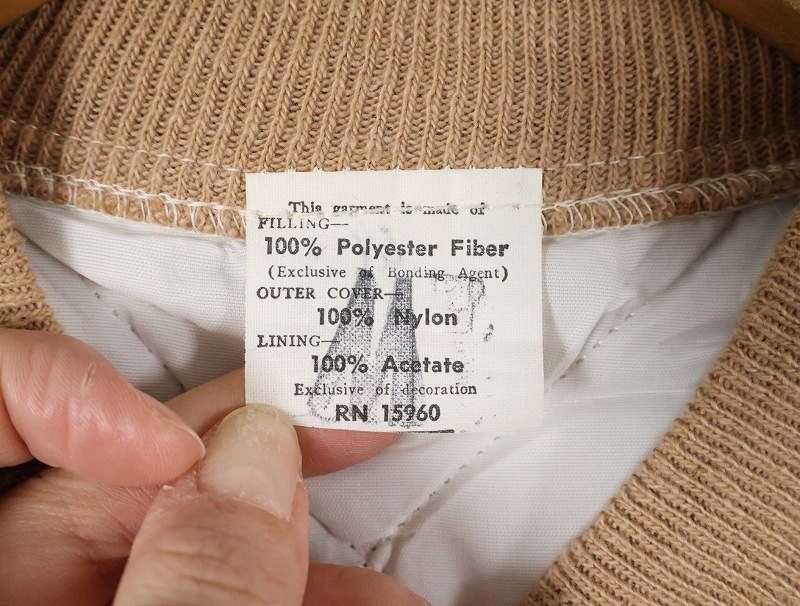 This garment is made of
FILLING—
100% Polyester Fiber
(Exclusive of Bonding Agent)
OUTER COVER—
100% Nylon
LINING—
100% Acetate
Exclusive of decoration
RN 15960